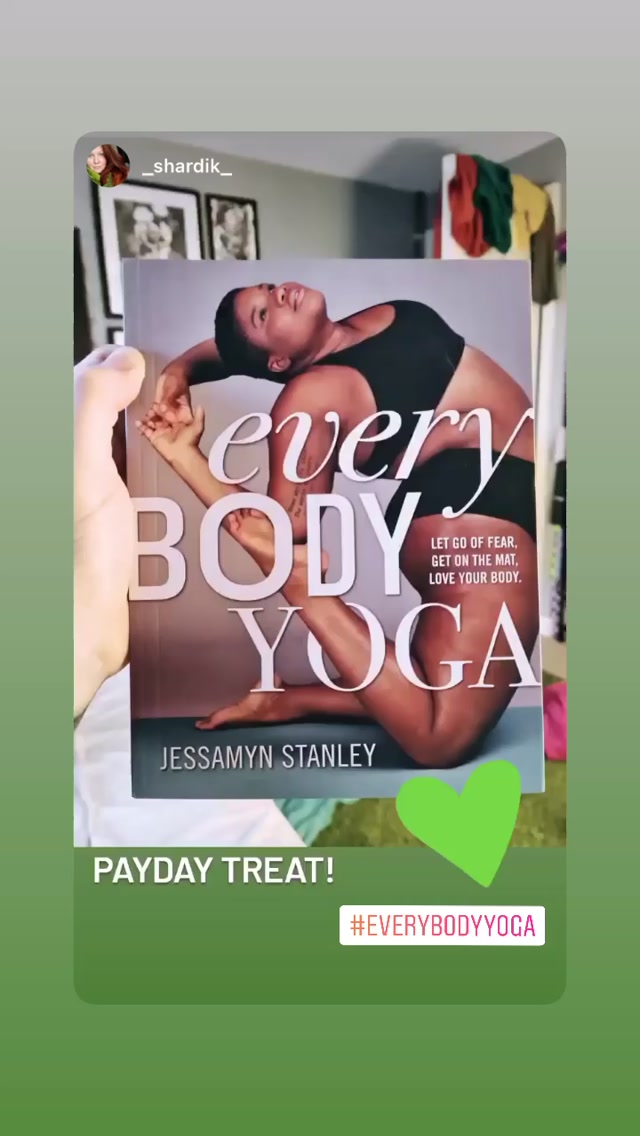 _shardik_
every
BODY
LET GO OF FEAR,
GET ON THE MAT,
LOVE YOUR BODY.
YOGA
JESSAMYN STANLEY
PAYDAY TREAT!
#EVERYBODYYOGA